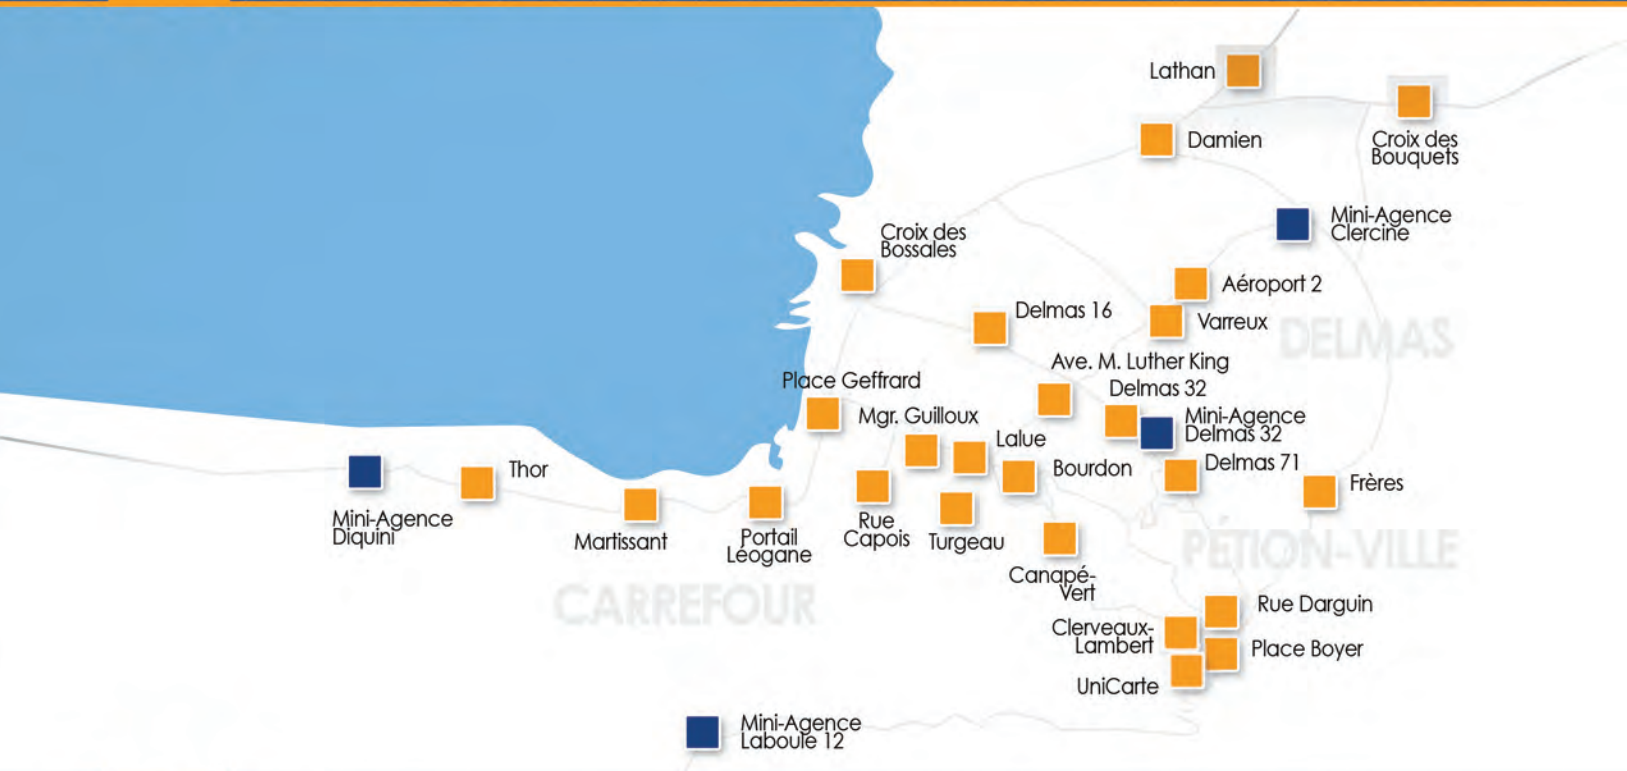 Lathan
Damien
Croix des
Bouquets
Mini-Agence
Clercine
Croix des
Bossales
Aéroport 2
Delmas 16
Varreux
DELMAS
Ave. M. Luther King
Place Geffrard
Delmas 32
Mgr. Guilloux
Mini-Agence
Delmas 32
Lalue
Delmas 71
Bourdon
Thor
Frères
Mini-Agence
Diquini
Martissant
Portail
Léogane
Rue
Capois
Turgeau
PÉTION-VILLE
Canapé-
Vert
CARREFOUR
Rue Darguin
Clerveaux-
Lambert
Place Boyer
UniCarte
Mini-Agence
Laboule 12